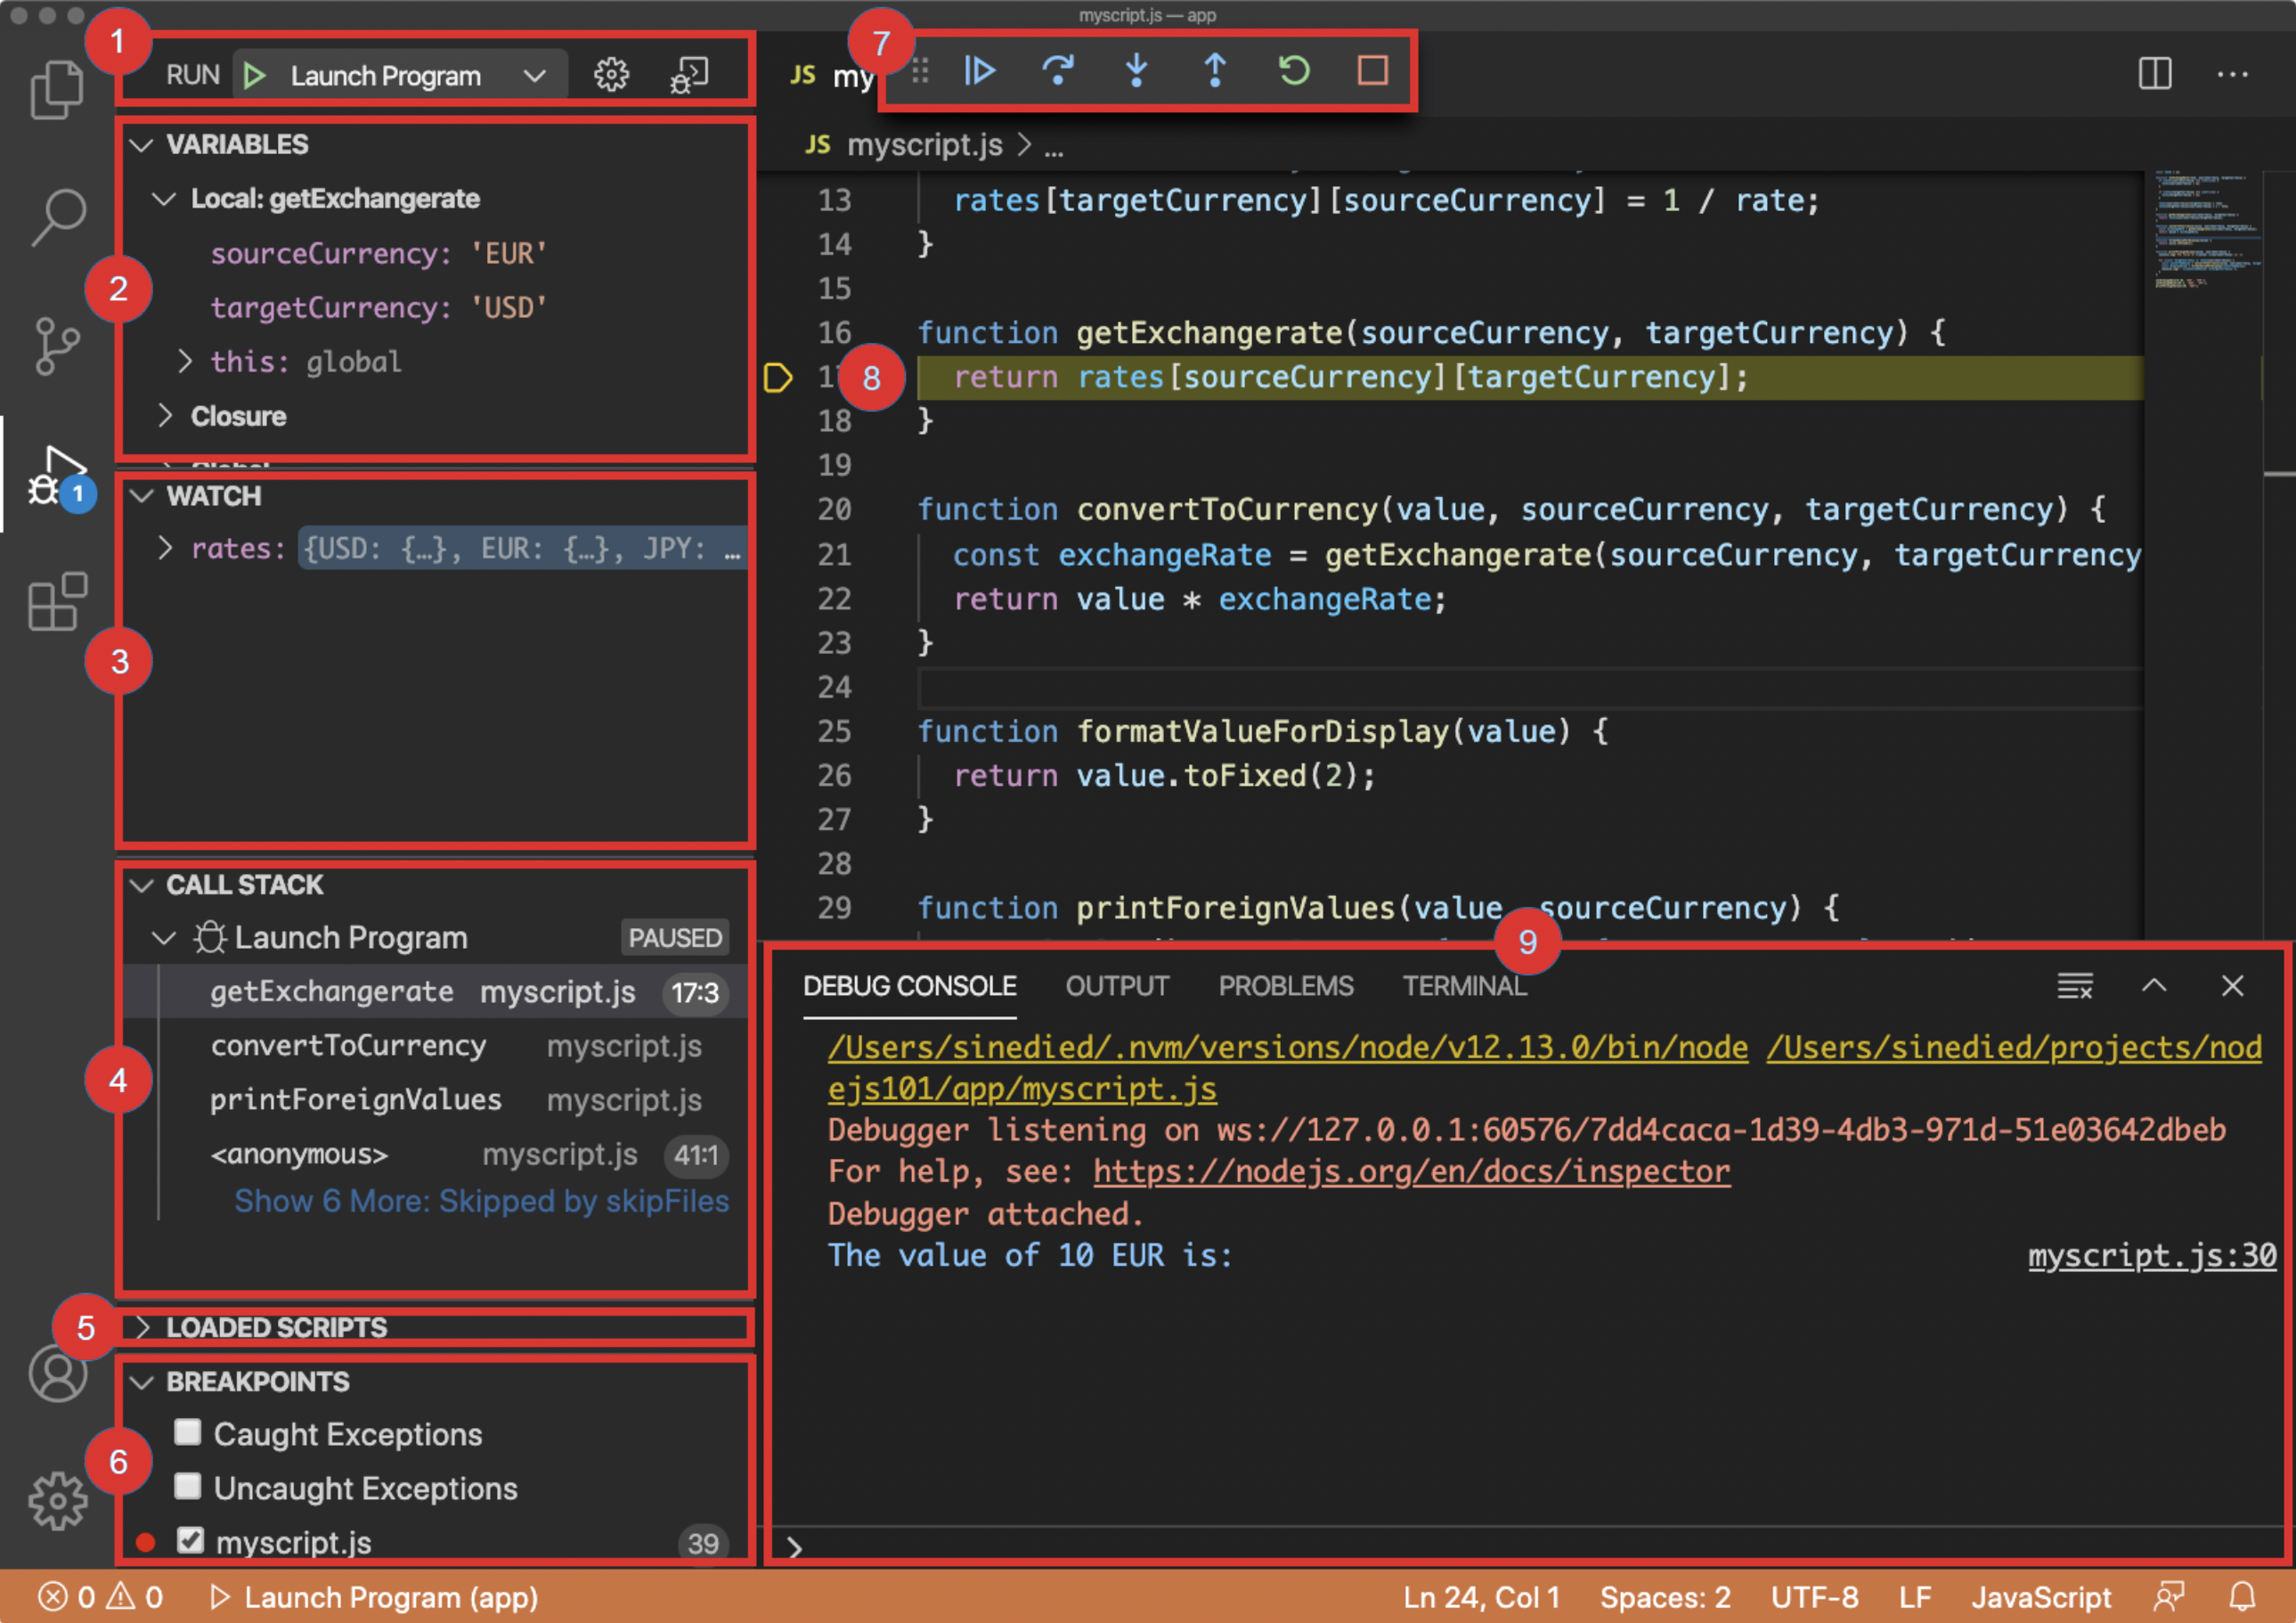 myscript.js — app
1
RUN Launch Program
2
VARIABLES
Local: getExchangerate
sourceCurrency: 'EUR'
targetCurrency: 'USD'
this: global
Closure
1
3
WATCH
rates: {USD: {…}, EUR: {…}, JPY: …
4
CALL STACK
Launch Program PAUSED
getExchangerate myscript.js 17:3
convertToCurrency myscript.js
printForeignValues myscript.js
<anonymous> myscript.js 41:1
Show 6 More: Skipped by skipFiles
5
LOADED SCRIPTS
6
BREAKPOINTS
Caught Exceptions
Uncaught Exceptions
myscript.js 39
7
JS my
JS myscript.js > …
13 rates[targetCurrency][sourceCurrency] = 1 / rate;
14 }
15
16 function getExchangerate(sourceCurrency, targetCurrency) {
8
return rates[sourceCurrency][targetCurrency];
18 }
19
20 function convertToCurrency(value, sourceCurrency, targetCurrency) {
21 const exchangeRate = getExchangerate(sourceCurrency, targetCurrency
22 return value * exchangeRate;
23 }
24
25 function formatValueForDisplay(value) {
26 return value.toFixed(2);
27 }
28
29 function printForeignValues(value, sourceCurrency) {
9
DEBUG CONSOLE OUTPUT PROBLEMS TERMINAL
/Users/sinedied/.nvm/versions/node/v12.13.0/bin/node /Users/sinedied/projects/nod
ejs101/app/myscript.js
Debugger listening on ws://127.0.0.1:60576/7dd4caca-1d39-4db3-971d-51e03642dbeb
For help, see: https://nodejs.org/en/docs/inspector
Debugger attached.
The value of 10 EUR is: myscript.js:30
0 0 Launch Program (app) Ln 24, Col 1 Spaces: 2 UTF-8 LF JavaScript